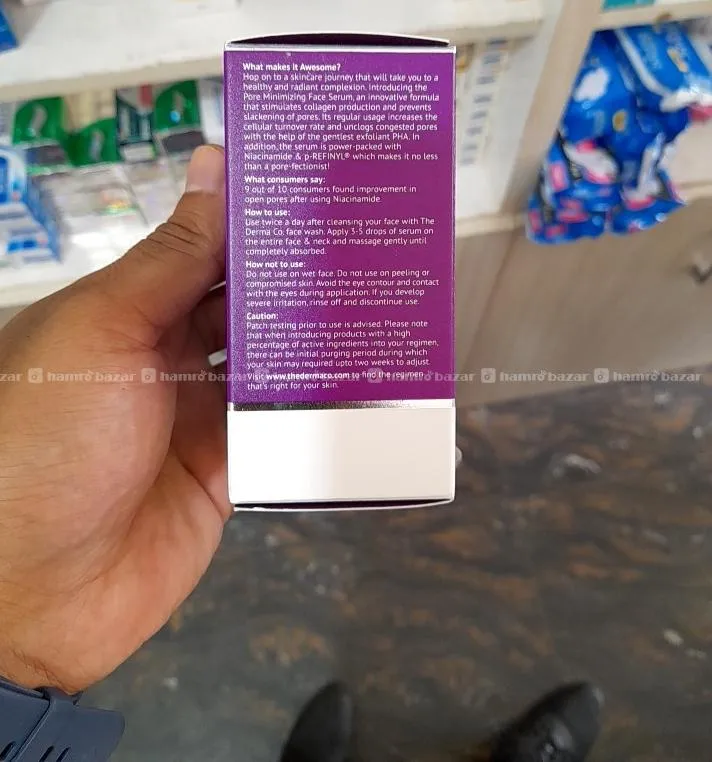 What makes it Awesome?
Hop on to a skincare journey that will take you to a
healthy and radiant complexion. Introducing the
Pore Minimizing Face Serum, an innovative formula
that stimulates collagen production and prevents
slackening of pores. Its regular usage increases the
cellular turnover rate and unclogs congested pores
with the help of the gentlest exfoliant PHA. In
addition, the serum is power-packed with
Niacinamide & p-REFINYL® which makes it no less
than a pore-fectionist!
What consumers say:
9 out of 10 consumers found improvement in
open pores after using Niacinamide
How to use:
Use twice a day after cleansing your face with The
Derma Co. face wash. Apply 3-5 drops of serum on
the entire face & neck and massage gently until
completely absorbed.
How not to use:
Do not use on wet face. Do not use on peeling or
compromised skin. Avoid the eye contour and contact
with the eyes during application. If you develop
severe irritation, rinse off and discontinue use.
Caution:
Patch testing prior to use is advised. Please note
that when introducing products with a high
percentage of active ingredients into your regimen,
there can be initial purging period during which
your skin may required upto two weeks to adjust.
Visit www.thedermaco.com to find the regimen
that's right for your skin.
zar hamrobazar hamrobazar hamrobazar hamrobazar hamrobazar hamrobazar